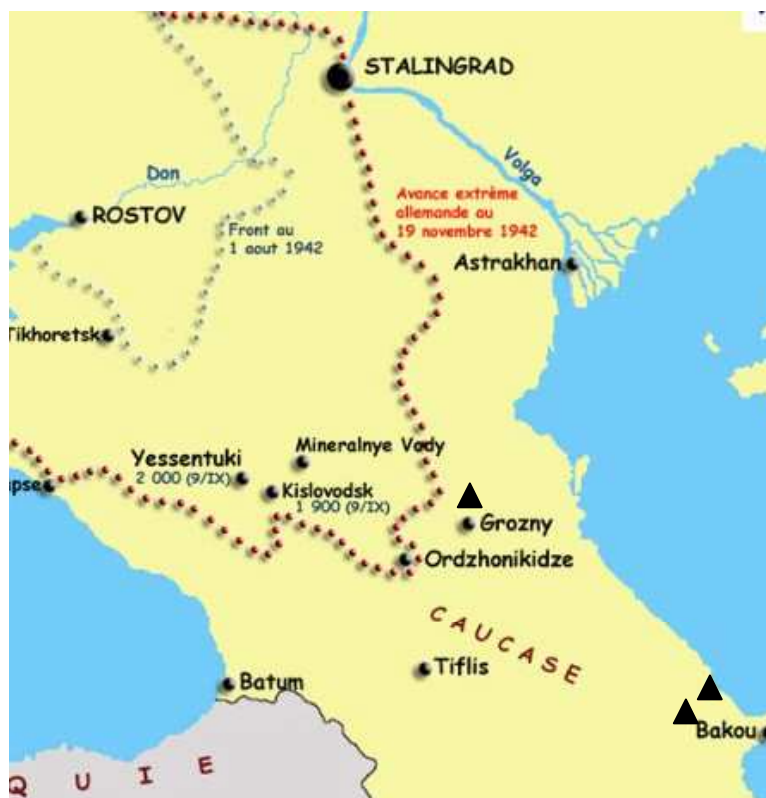 STALINGRAD
Don
Volga
ROSTOV
Front au
1 aout 1942
Avance extrême
allemande au
19 novembre 1942
Astrakhan
Tikhoretsk
Mineralnye Vody
Yessentuki
2 000 (9/IX)
Kislovodsk
1 900 (9/IX)
pse
Grozny
Ordzhonikidze
CAUCASE
Tiflis
Batum
Bakou
QUIE